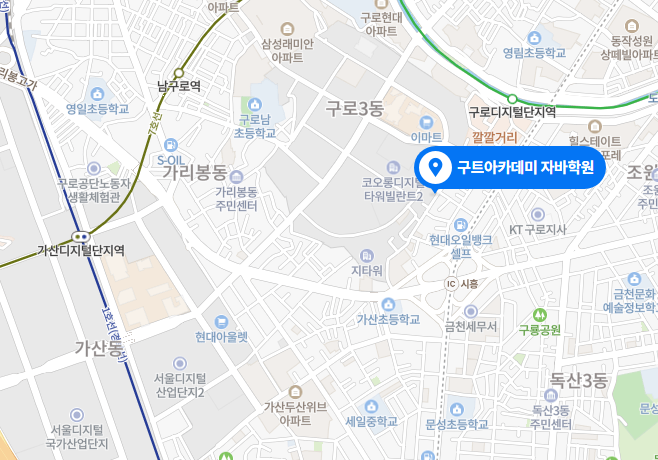 아파트
구로현대
아파트
삼성래미안
아파트
영림초등학교
동작성원
상떼빌아파트
남구로역
영일초등학교
구로남
초등학교
구로3동
구로디지털단지역
7호선
S-OIL
이마트
깔깔거리
힐스테이트
가리봉동
구로공단노동자
생활체험관
가리봉동
주민센터
코오롱디지털
타워빌란트2
구트아카데미 자바학원
KT 구로지사
현대오일뱅크
셀프
가산디지털단지역
지타워
IC 시흥
1호선
가산초등학교
금천세무서
구룡공원
금천문화
현대아울렛
가산동
서울디지털
산업단지2
독산3동
가산두산위브
아파트
세일중학교
문성초등학교
독산3동
주민센터
서울디지털
국가산업단지